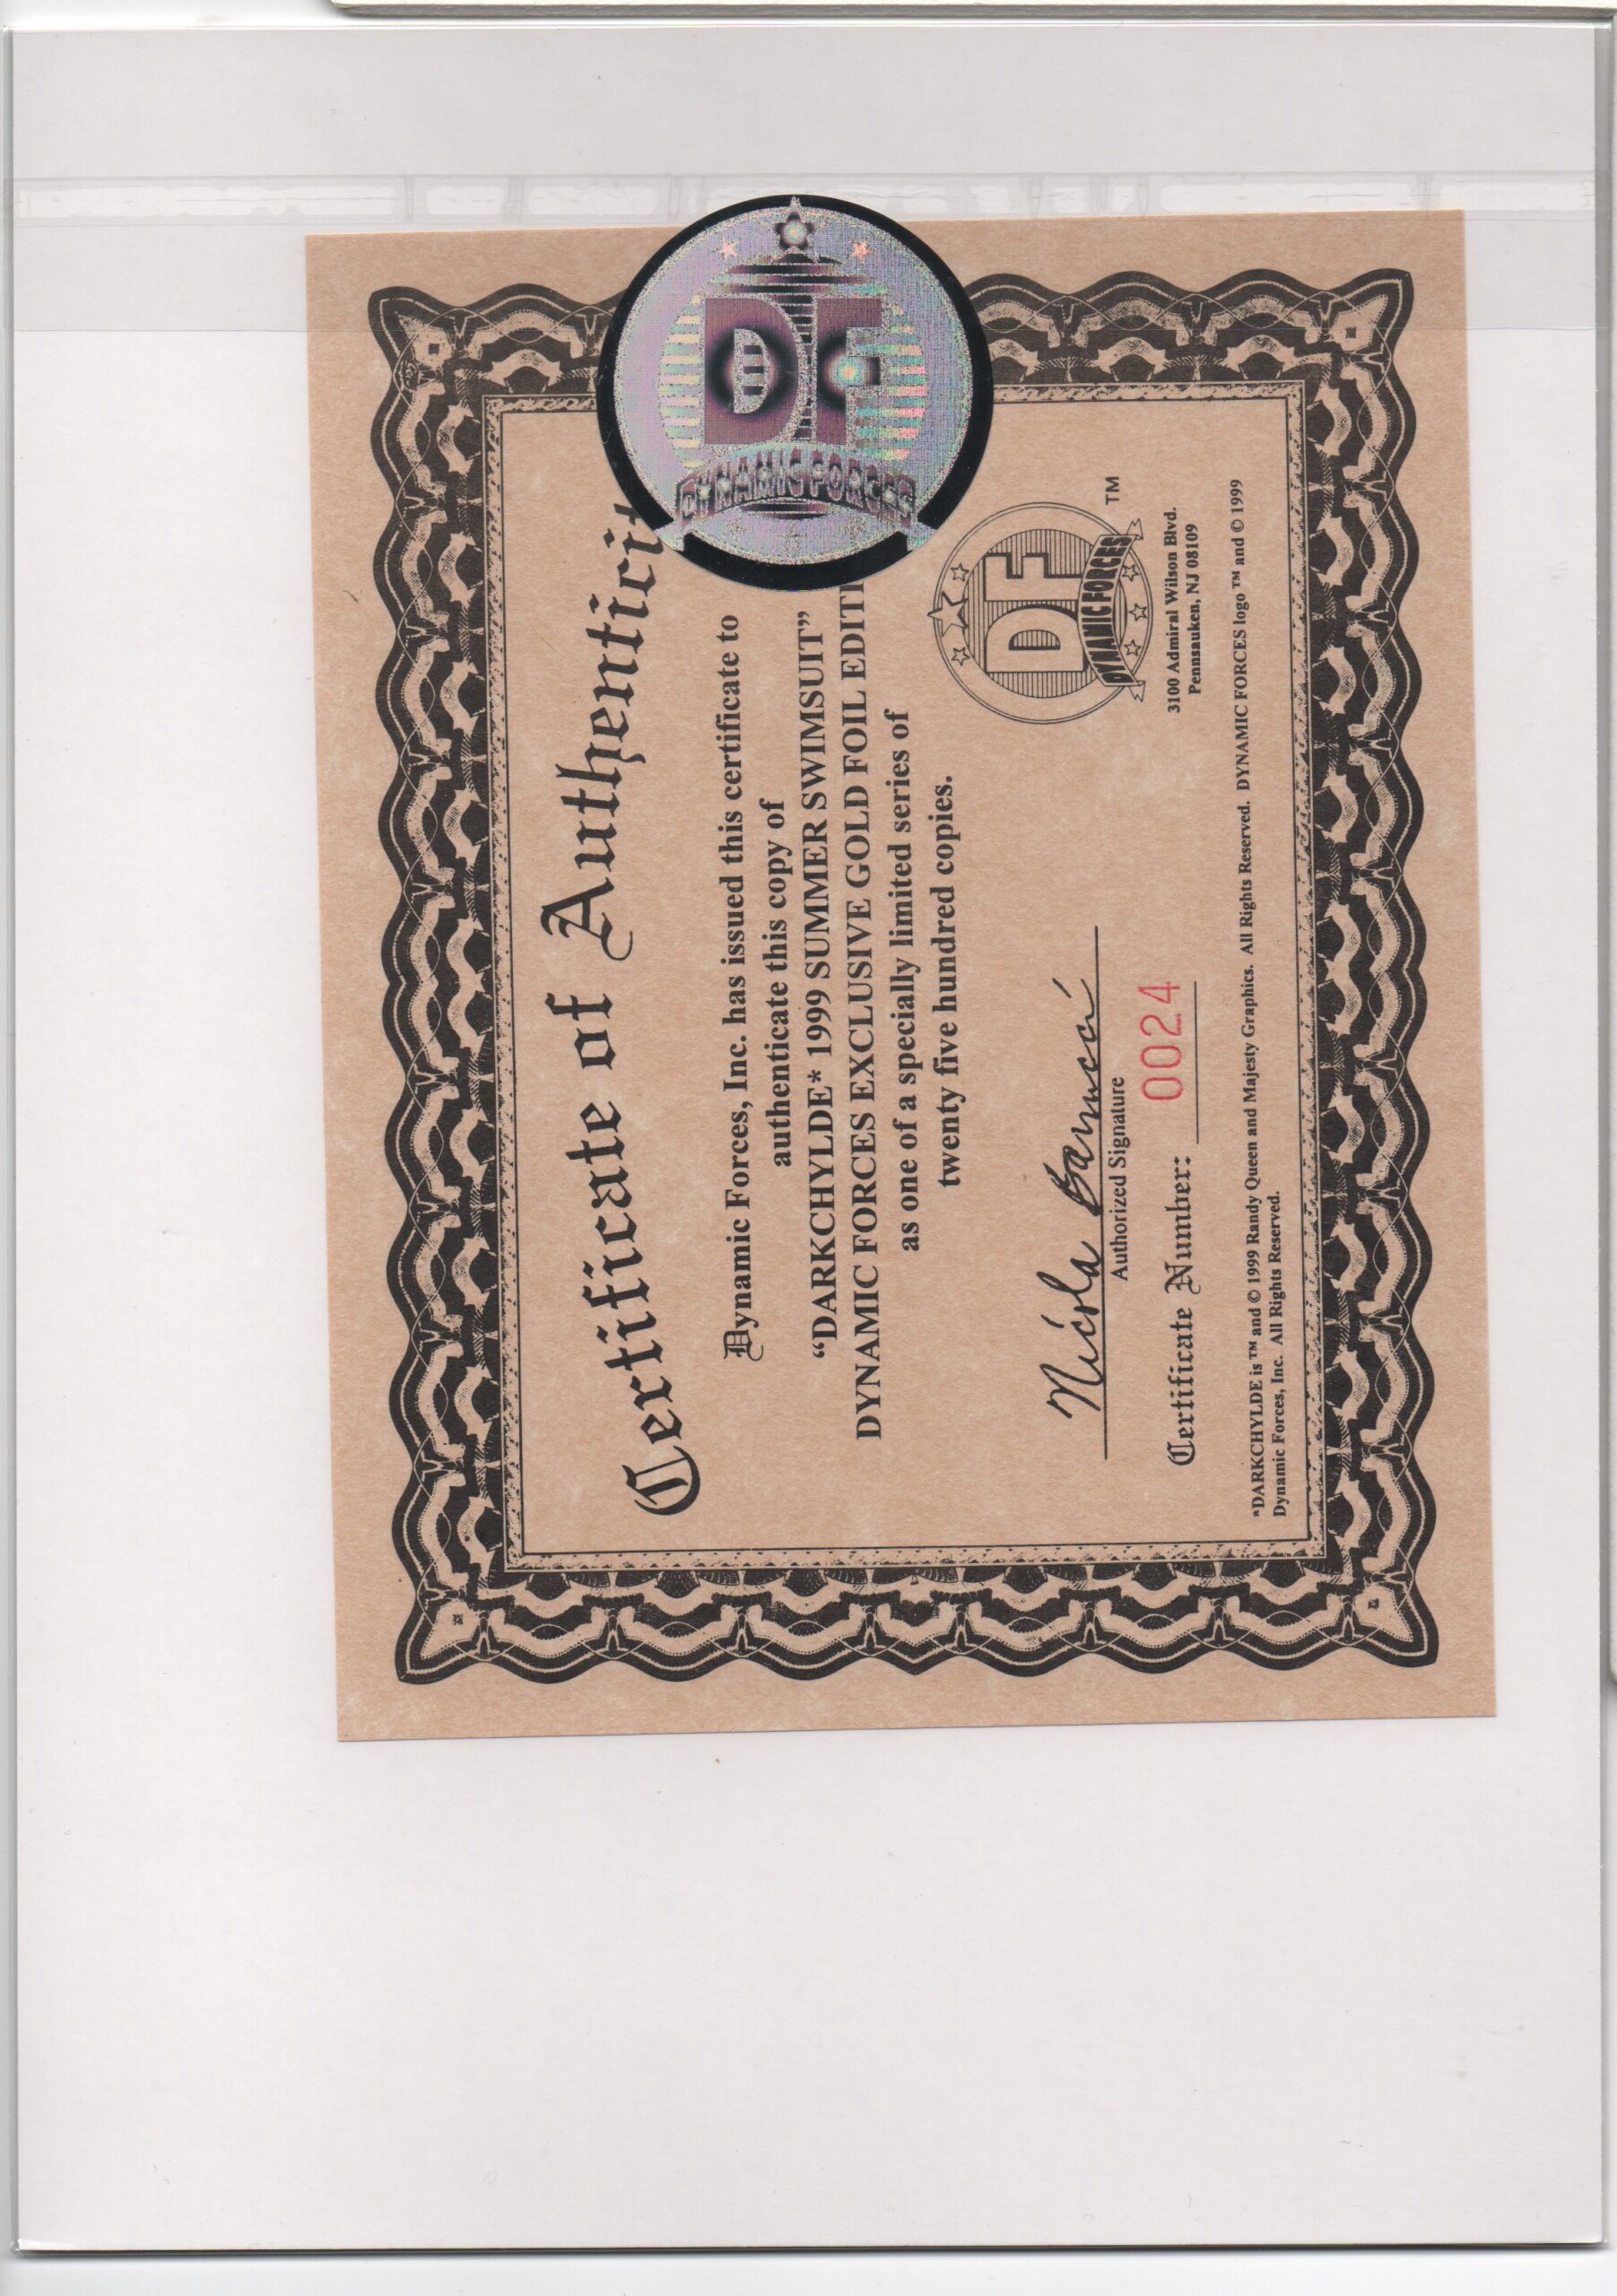 Certificate of Authentici
Dynamic Forces, Inc. has issued this certificate to
authenticate this copy of
“DARKCHYLDE* 1999 SUMMER SWIMSUIT”
DYNAMIC FORCES EXCLUSIVE GOLD FOIL EDITI
as one of a specially limited series of
twenty five hundred copies.
DF
DYNAMIC FORCES
Authorized Signature
Certificate Number: 0024
DF
DYNAMIC FORCES
TM
3100 Admiral Wilson Blvd.
Pennsauken, NJ 08109
*DARKCHYLDE is ™ and © 1999 Randy Queen and Majesty Graphics. All Rights Reserved. DYNAMIC FORCES logo ™ and © 1999
Dynamic Forces, Inc. All Rights Reserved.